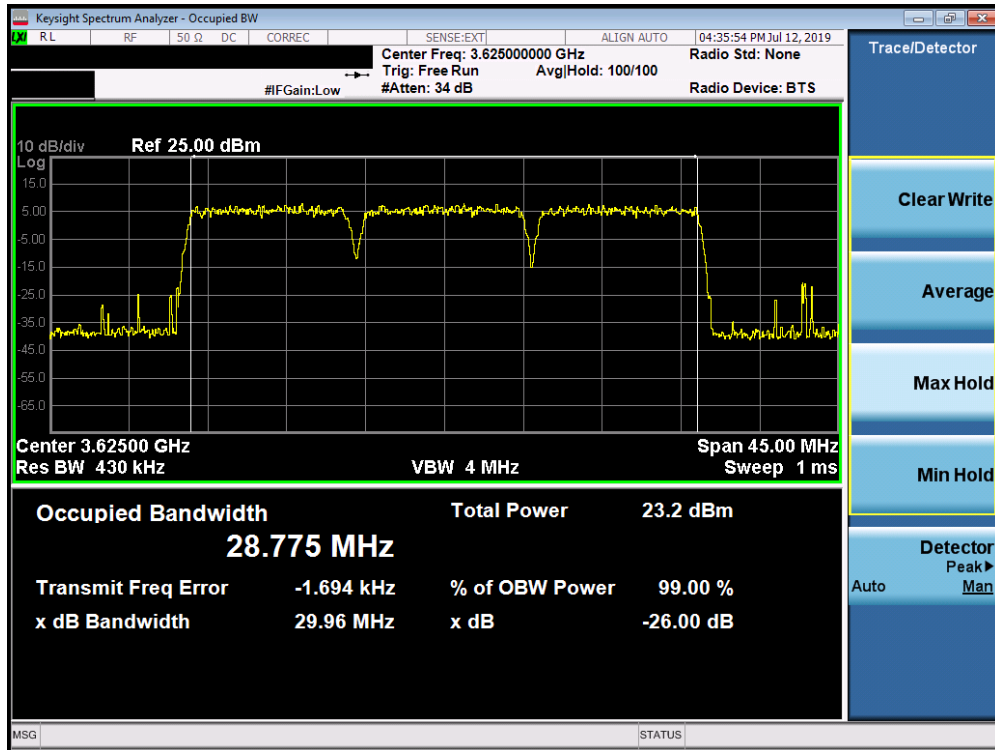 Keysight Spectrum Analyzer - Occupied BW
LXI RL RF 50 Ω DC CORREC SENSE:EXT ALIGN AUTO 04:35:54 PM Jul 12, 2019
Center Freq: 3.625000000 GHz Radio Std: None
Trig: Free Run Avg|Hold: 100/100
#IFGain:Low #Atten: 34 dB Radio Device: BTS
Trace/Detector
10 dB/div Ref 25.00 dBm
Log
15.0
5.00
-5.00
-15.0
-25.0
-35.0
-45.0
-55.0
-65.0
Center 3.62500 GHz Span 45.00 MHz
Res BW 430 kHz VBW 4 MHz Sweep 1 ms
Occupied Bandwidth Total Power 23.2 dBm
28.775 MHz
Transmit Freq Error -1.694 kHz % of OBW Power 99.00 %
x dB Bandwidth 29.96 MHz x dB -26.00 dB
Clear Write
Average
Max Hold
Min Hold
Detector
Peak▶
Auto Man
MSG STATUS